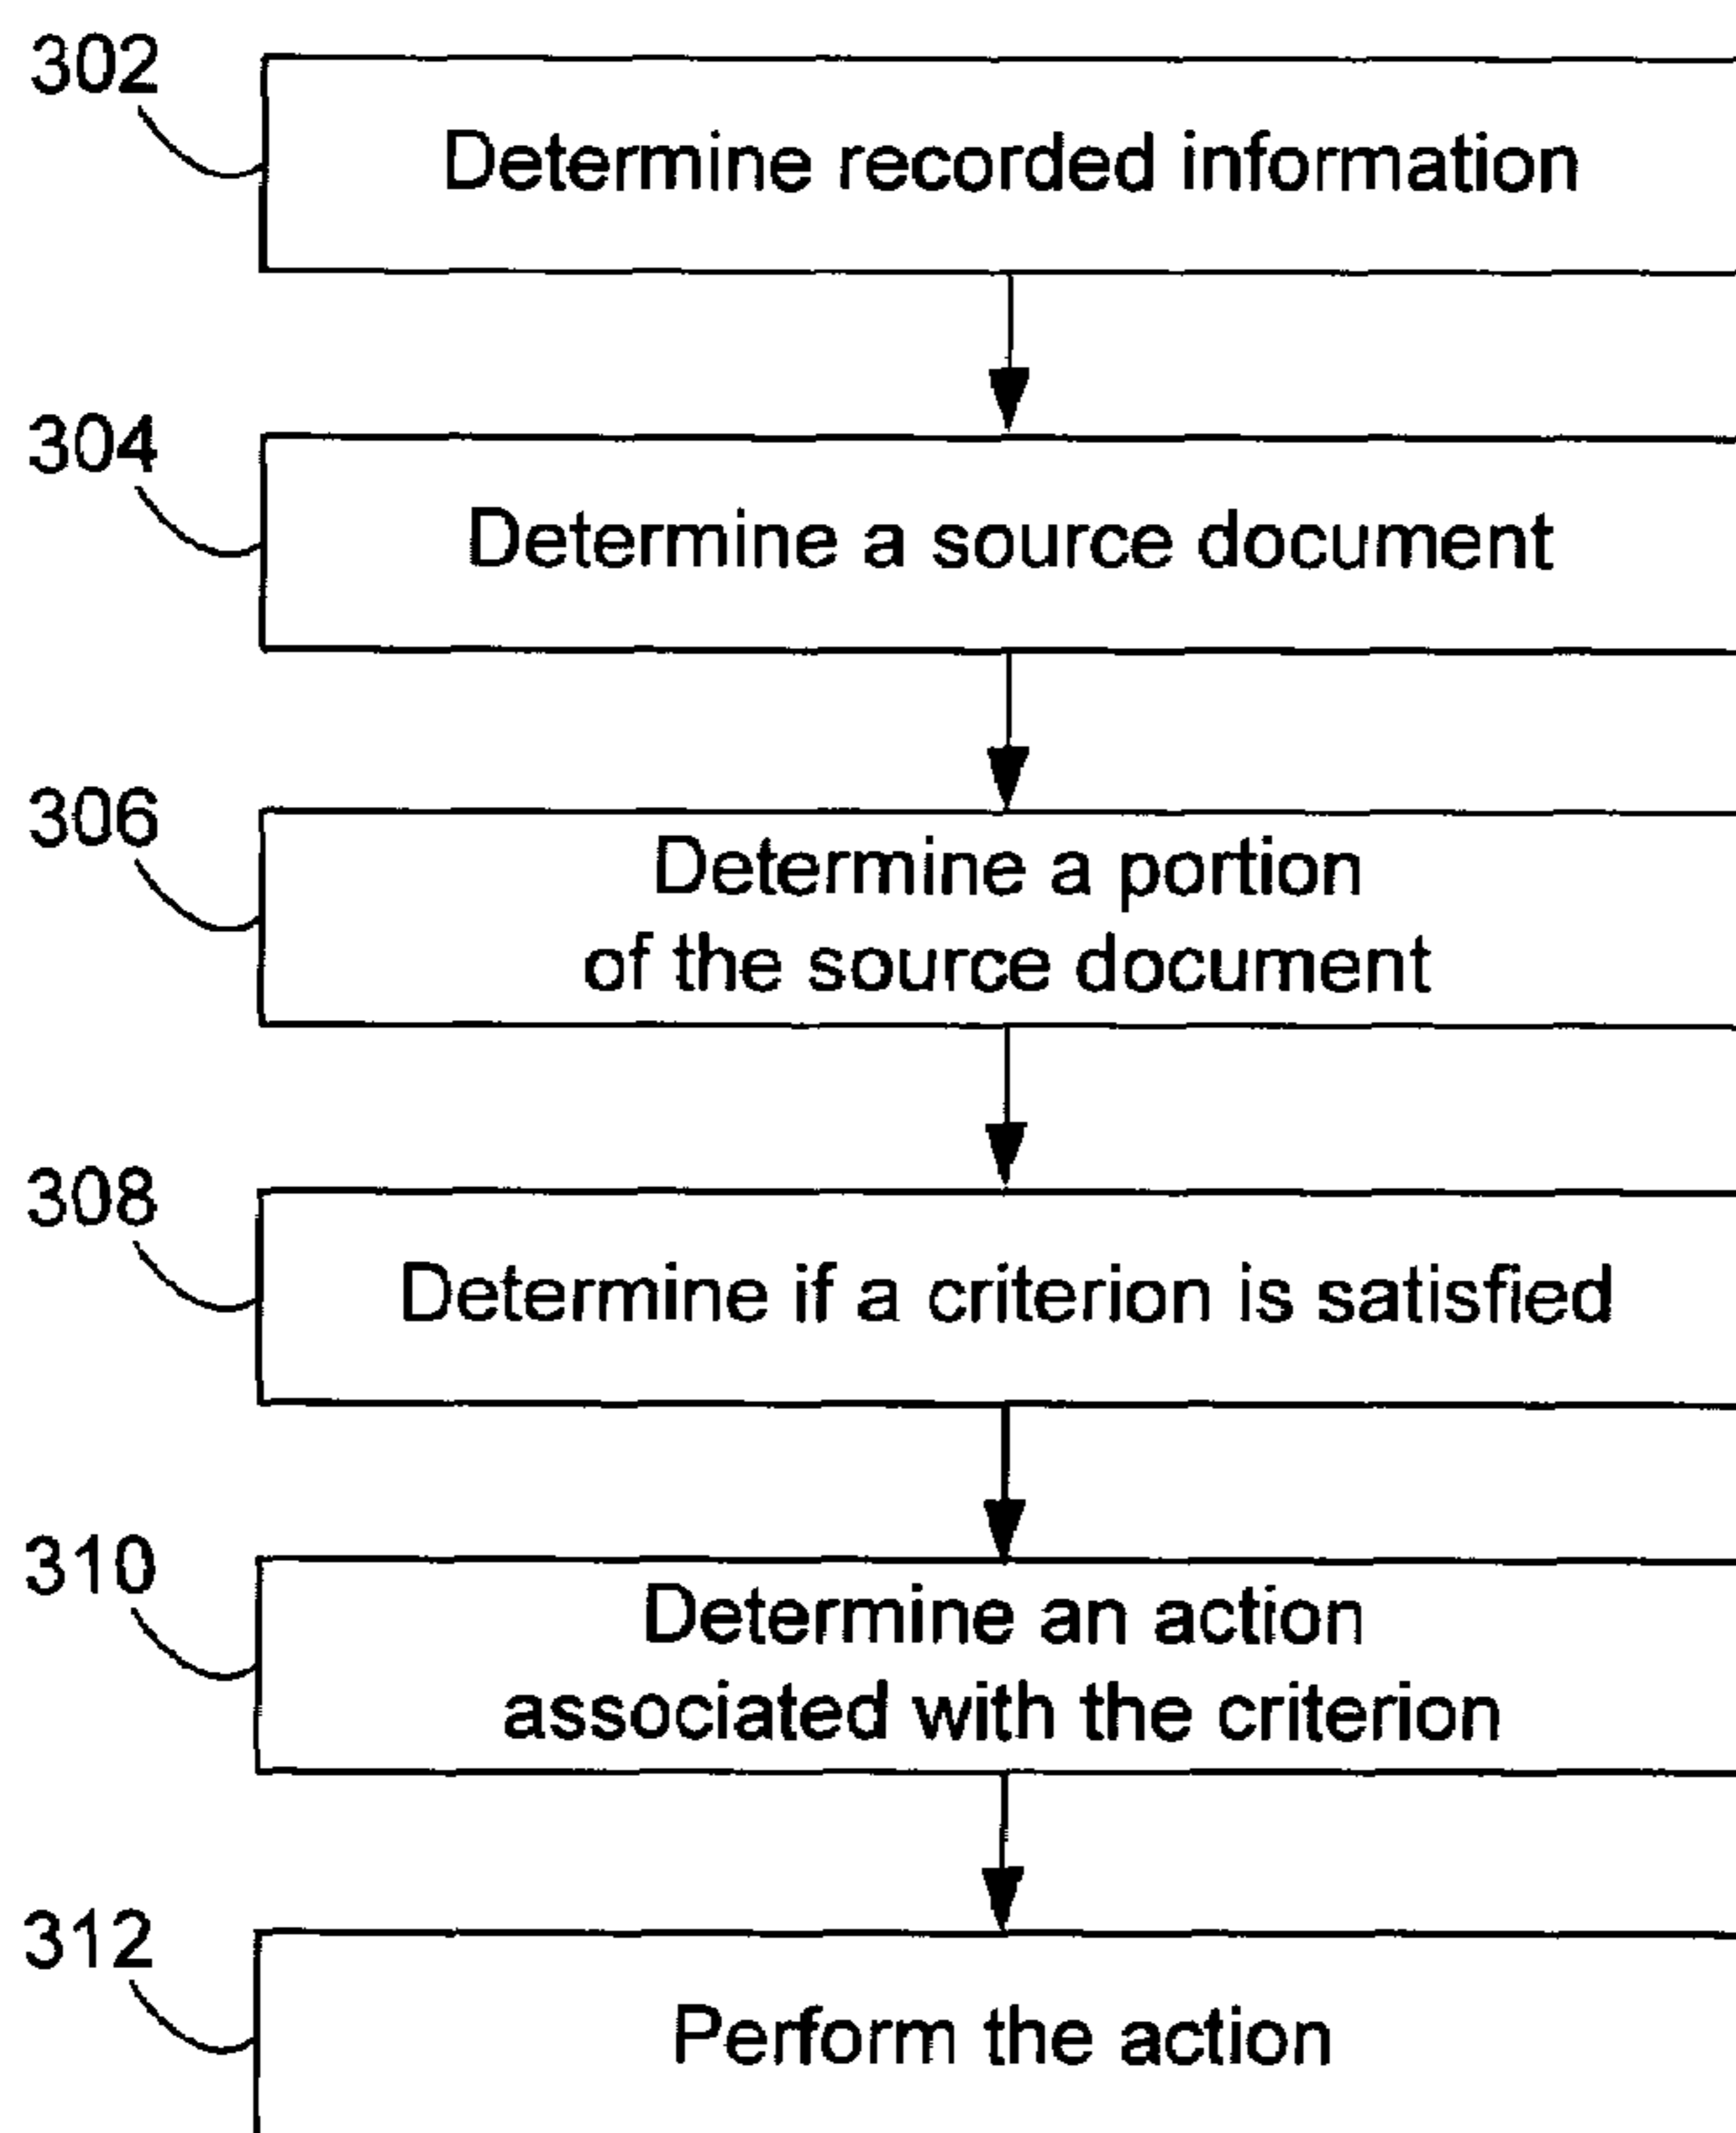 302
Determine recorded information
304
Determine a source document
306
Determine a portion
of the source document
308
Determine if a criterion is satisfied
310
Determine an action
associated with the criterion
312
Perform the action